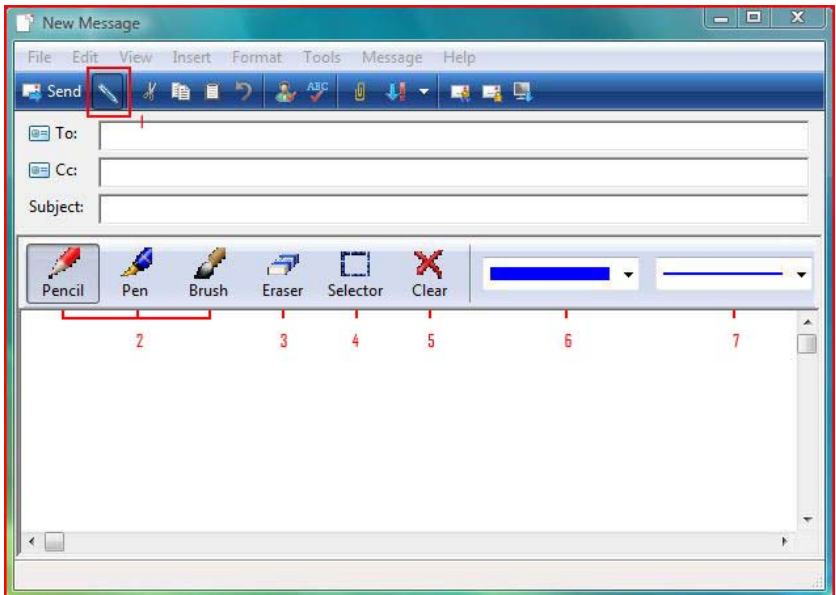 New Message
File Edit View Insert Format Tools Message Help
Send ABC
1
To:
Cc:
Subject:
Pencil Pen Brush Eraser Selector Clear
2 3 4 5 6 7